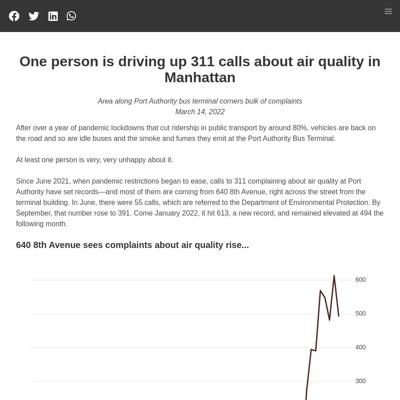 One person is driving up 311 calls about air quality in
Manhattan
Area along Port Authority bus terminal corners bulk of complaints
March 14, 2022
After over a year of pandemic lockdowns that cut ridership in public transport by around 80%, vehicles are back on
the road and so are idle buses and the smoke and fumes they emit at the Port Authority Bus Terminal.
At least one person is very, very unhappy about it.
Since June 2021, when pandemic restrictions began to ease, calls to 311 complaining about air quality at Port
Authority have set records—and most of them are coming from 640 8th Avenue, right across the street from the
terminal building. In June, there were 55 calls, which are referred to the Department of Environmental Protection. By
September, that number rose to 391. Come January 2022, it hit 613, a new record, and remained elevated at 494 the
following month.
640 8th Avenue sees complaints about air quality rise...
600
500
400
300